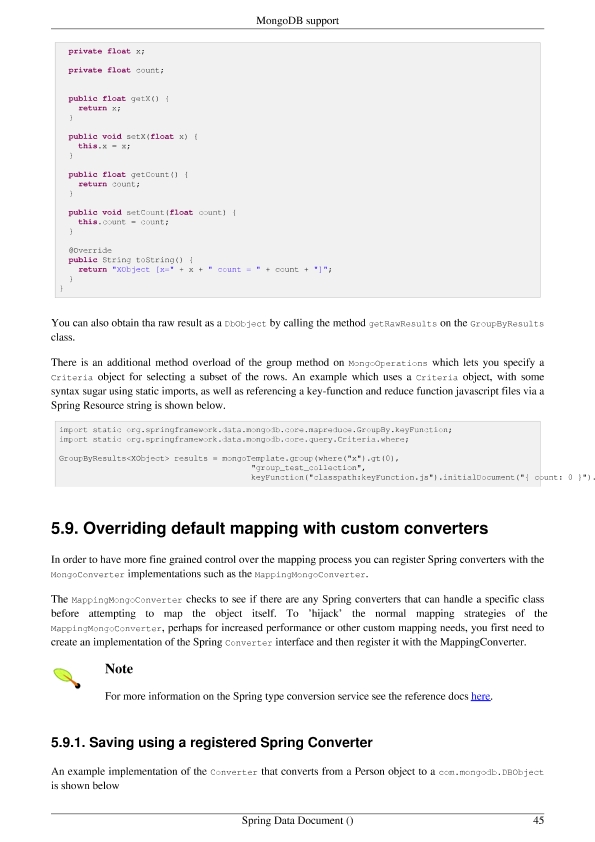 MongoDB support
private float x;
private float count;
public float getX() {
return x;
}
public void setX(float x) {
this.x = x;
}
public float getCount() {
return count;
}
public void setCount(float count) {
this.count = count;
}
@Override
public String toString() {
return "XObject [x=" + x + " count = " + count + "]";
}
}
You can also obtain tha raw result as a DbObject by calling the method getRawResults on the GroupByResults
class.
There is an additional method overload of the group method on MongoOperations which lets you specify a
Criteria object for selecting a subset of the rows. An example which uses a Criteria object, with some
syntax sugar using static imports, as well as referencing a key-function and reduce function javascript files via a
Spring Resource string is shown below.
import static org.springframework.data.mongodb.core.mapreduce.GroupBy.keyFunction;
import static org.springframework.data.mongodb.core.query.Criteria.where;
GroupByResults<XObject> results = mongoTemplate.group(where("x").gt(0),
"group_test_collection",
keyFunction("classpath:keyFunction.js").initialDocument("{ count: 0 }").
5.9. Overriding default mapping with custom converters
In order to have more fine grained control over the mapping process you can register Spring converters with the
MongoConverter implementations such as the MappingMongoConverter.
The MappingMongoConverter checks to see if there are any Spring converters that can handle a specific class
before attempting to map the object itself. To 'hijack' the normal mapping strategies of the
MappingMongoConverter, perhaps for increased performance or other custom mapping needs, you first need to
create an implementation of the Spring Converter interface and then register it with the MappingConverter.
Note
For more information on the Spring type conversion service see the reference docs here.
5.9.1. Saving using a registered Spring Converter
An example implementation of the Converter that converts from a Person object to a com.mongodb.DBObject
is shown below
Spring Data Document () 45